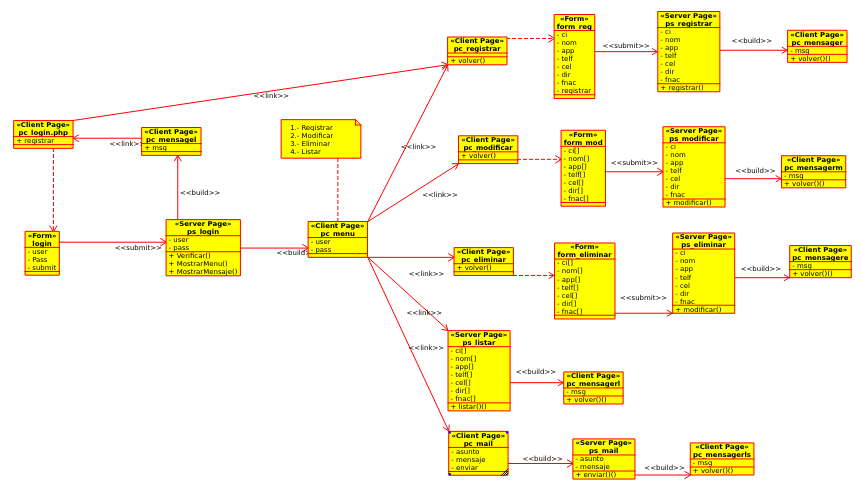 «Client Page»
pc_login.php
+ registrar
«Client Page»
pc_mensagel
+ msg
<<link>>
<<build>>
«Form»
login
- user
- Pass
- submit
<<submit>>
«Server Page»
ps_login
- user
- pass
+ Verificar()
+ MostrarMenu()
+ MostrarMensaje()
<<build>>
1.- Registrar
2.- Modificar
3.- Eliminar
4.- Listar
«Client Page»
pc_menu
- user
- pass
<<link>>
<<link>>
<<link>>
<<link>>
<<link>>
<<link>>
«Client Page»
pc_registrar
+ volver()
«Form»
form_reg
- ci
- nom
- app
- telf
- cel
- dir
- fnac
- registrar
<<submit>>
«Server Page»
ps_registrar
- ci
- nom
- app
- telf
- cel
- dir
- fnac
+ registrar()
<<build>>
«Client Page»
pc_mensager
- msg
+ volver()()
«Client Page»
pc_modificar
+ volver()
«Form»
form_mod
- ci[]
- nom[]
- app[]
- telf[]
- cel[]
- dir[]
- fnac[]
<<submit>>
«Server Page»
ps_modificar
- ci
- nom
- app
- telf
- cel
- dir
- fnac
+ modificar()
<<build>>
«Client Page»
pc_mensagerm
- msg
+ volver()()
«Client Page»
pc_eliminar
+ volver()
«Form»
form_eliminar
- ci[]
- nom[]
- app[]
- telf[]
- cel[]
- dir[]
- fnac[]
<<submit>>
«Server Page»
ps_eliminar
- ci
- nom
- app
- telf
- cel
- dir
- fnac
+ modificar()
<<build>>
«Client Page»
pc_mensagere
- msg
+ volver()()
«Server Page»
ps_listar
- ci[]
- nom[]
- app[]
- telf[]
- cel[]
- dir[]
- fnac[]
+ listar()()
<<build>>
«Client Page»
pc_mensagerl
- msg
+ volver()()
«Client Page»
pc_mail
- asunto
- mensaje
- enviar
<<build>>
«Server Page»
ps_mail
- asunto
- mensaje
+ enviar()()
<<build>>
«Client Page»
pc_mensagerls
- msg
+ volver()()